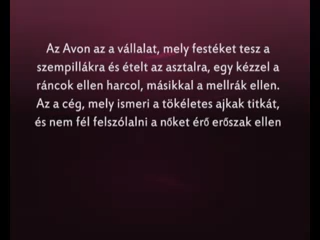 Az Avon az a vállalat, mely festéket tesz a
szempillákra és ételt az asztalra, egy kézzel a
ráncok ellen harcol, másikkal a mellrák ellen.
Az a cég, mely ismeri a tökéletes ajkak titkát,
és nem fél felszólalni a nőket érő erőszak ellen